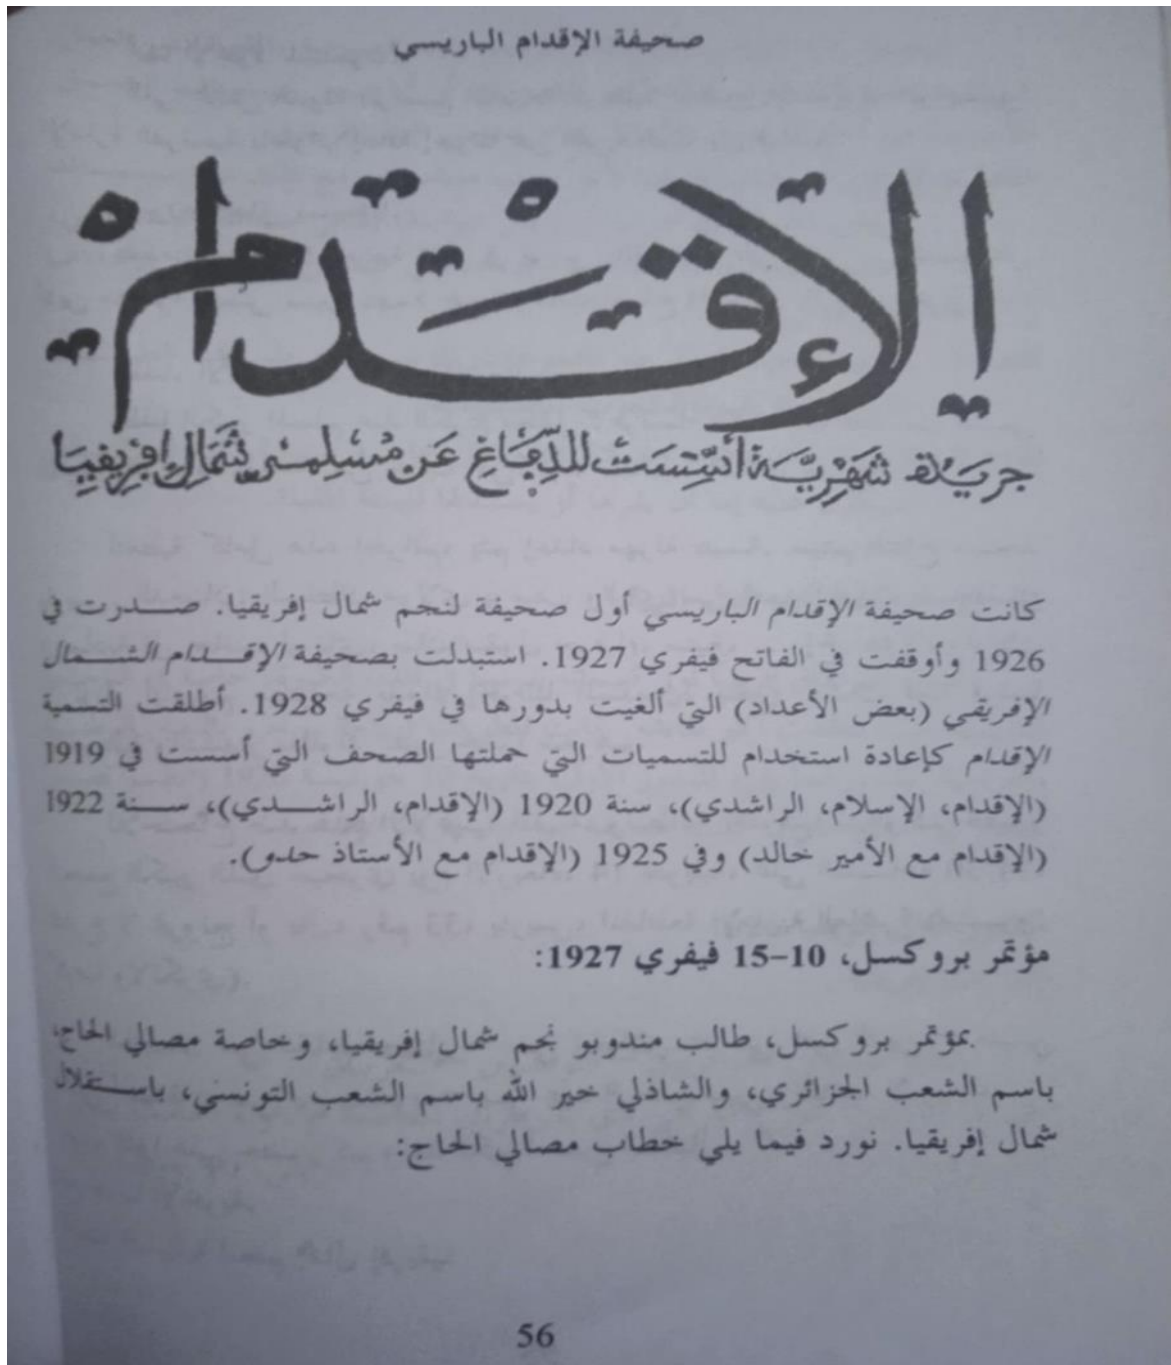 صحيفة الإقدام الباريسي
الإقدام
جريدة شهرية أسست للدفاع عن مسلمي شمال إفريقيا
كانت صحيفة الإقدام الباريسي أول صحيفة لنجم شمال إفريقيا. صدرت في
1926 وأوقفت في الفاتح فيفري 1927. استبدلت بصحيفة الإقدام الشمال
الإفريقي (بعض الأعداد) التي ألغيت بدورها في فيفري 1928. أطلقت التسمية
الإقدام كإعادة استخدام للتسميات التي حملتها الصحف التي أسست في 1919
(الإقدام، الإسلام، الراشدي)، سنة 1920 (الإقدام، الراشدي)، سنة 1922
(الإقدام مع الأمير خالد) وفي 1925 (الإقدام مع الأستاذ حدو).
مؤتمر بروكسل، 10-15 فيفري 1927:
بمؤتمر بروكسل، طالب مندوبو نجم شمال إفريقيا، وخاصة مصالي الحاج،
باسم الشعب الجزائري، والشاذلي خير الله باسم الشعب التونسي، باستقلال
شمال إفريقيا. نورد فيما يلي خطاب مصالي الحاج:
56